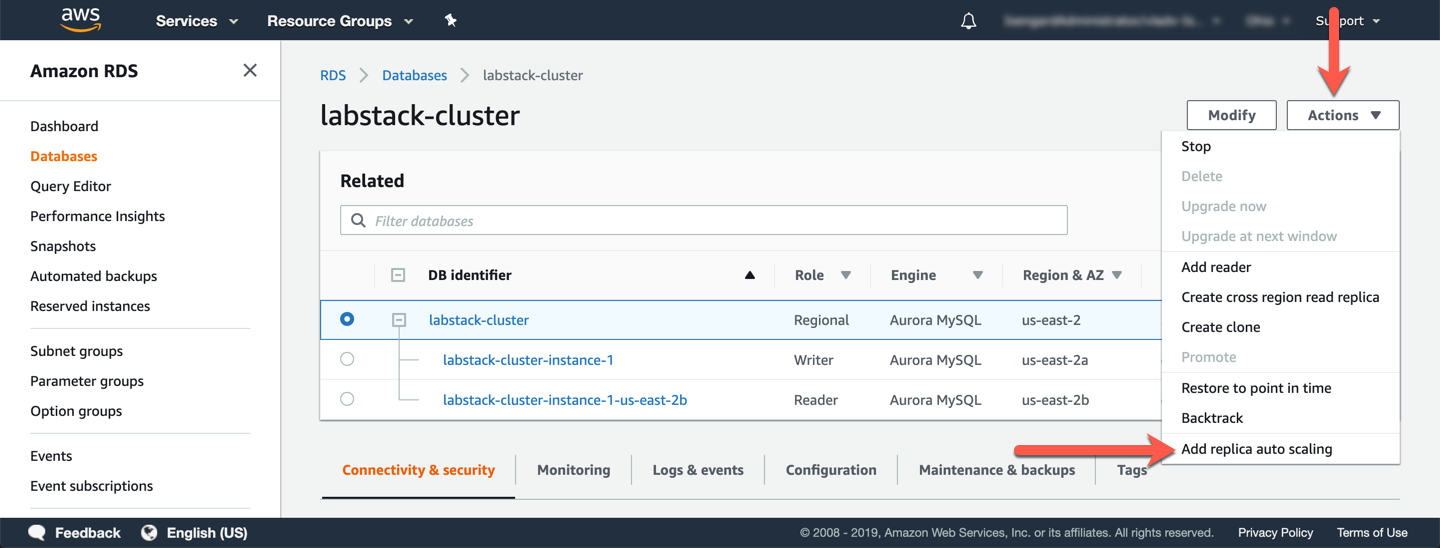 aws Services Resource Groups Support
Amazon RDS
Dashboard
Databases
Query Editor
Performance Insights
Snapshots
Automated backups
Reserved instances
Subnet groups
Parameter groups
Option groups
Events
Event subscriptions
RDS Databases labstack-cluster
labstack-cluster
Modify Actions
Stop
Delete
Upgrade now
Upgrade at next window
Add reader
Create cross region read replica
Create clone
Promote
Restore to point in time
Backtrack
Add replica auto scaling
Related
Filter databases
DB identifier Role Engine Region & AZ
labstack-cluster Regional Aurora MySQL us-east-2
labstack-cluster-instance-1 Writer Aurora MySQL us-east-2a
labstack-cluster-instance-1-us-east-2b Reader Aurora MySQL us-east-2b
Connectivity & security Monitoring Logs & events Configuration Maintenance & backups Tags
Feedback English (US) © 2008 - 2019, Amazon Web Services, Inc. or its affiliates. All rights reserved. Privacy Policy Terms of Use